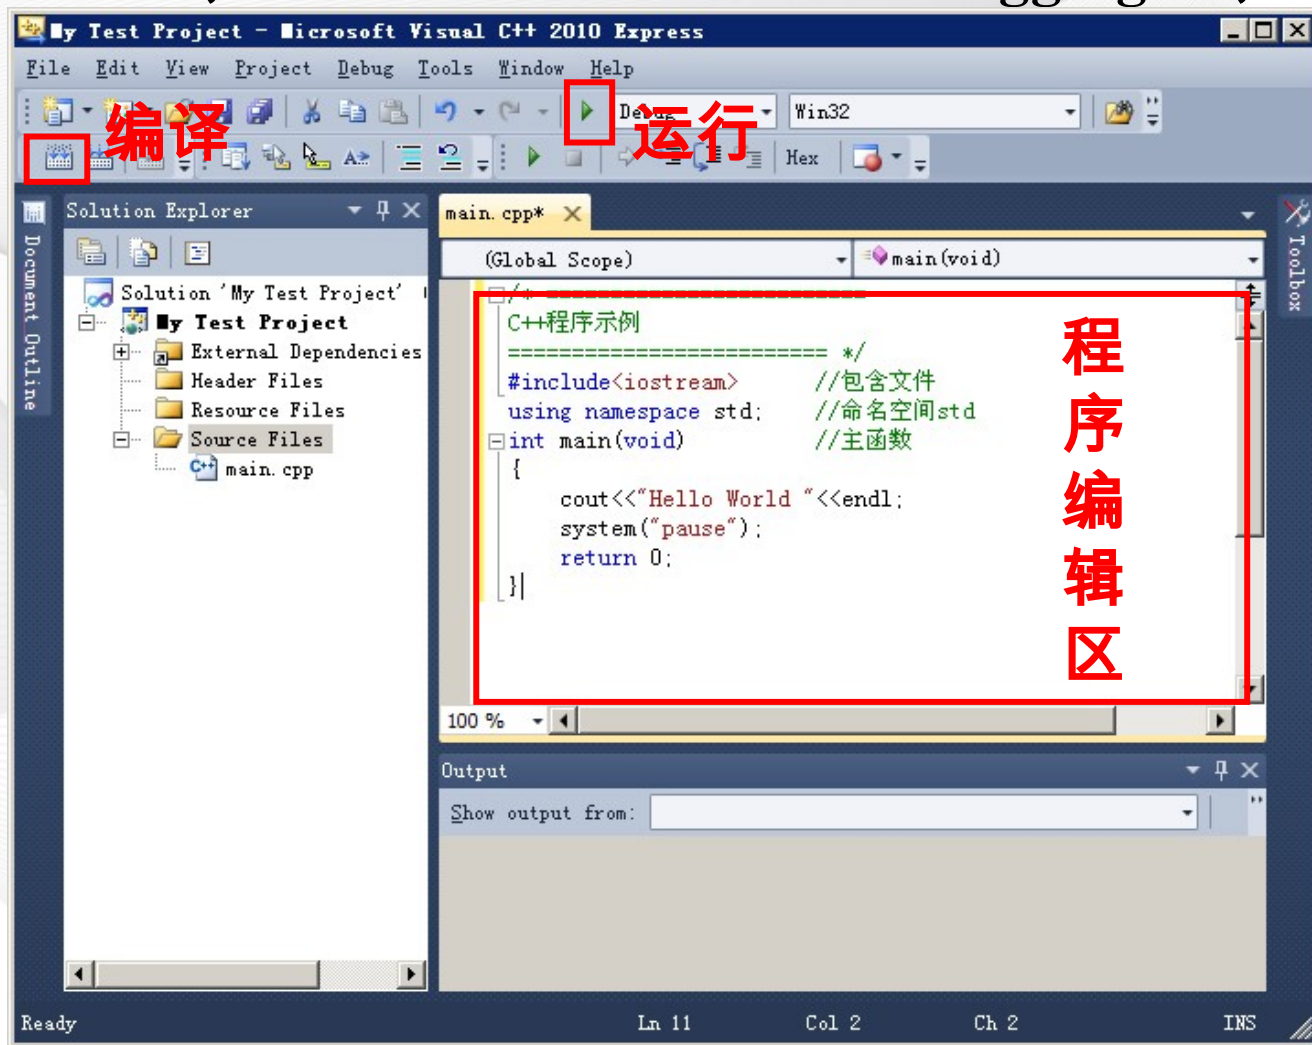 My Test Project - Microsoft Visual C++ 2010 Express
File Edit View Project Debug Tools Window Help
编译
运行
Win32
Hex
Document Outline
Solution Explorer
Solution 'My Test Project'
My Test Project
External Dependencies
Header Files
Resource Files
Source Files
main.cpp
main.cpp*
(Global Scope)
main(void)
/* =========================
C++程序示例
========================= */
#include<iostream> //包含文件
using namespace std; //命名空间std
int main(void) //主函数
{
cout<<"Hello World "<<endl;
system("pause");
return 0;
}
程序编辑区
100 %
Output
Show output from:
Toolbox
Ready Ln 11 Col 2 Ch 2 INS